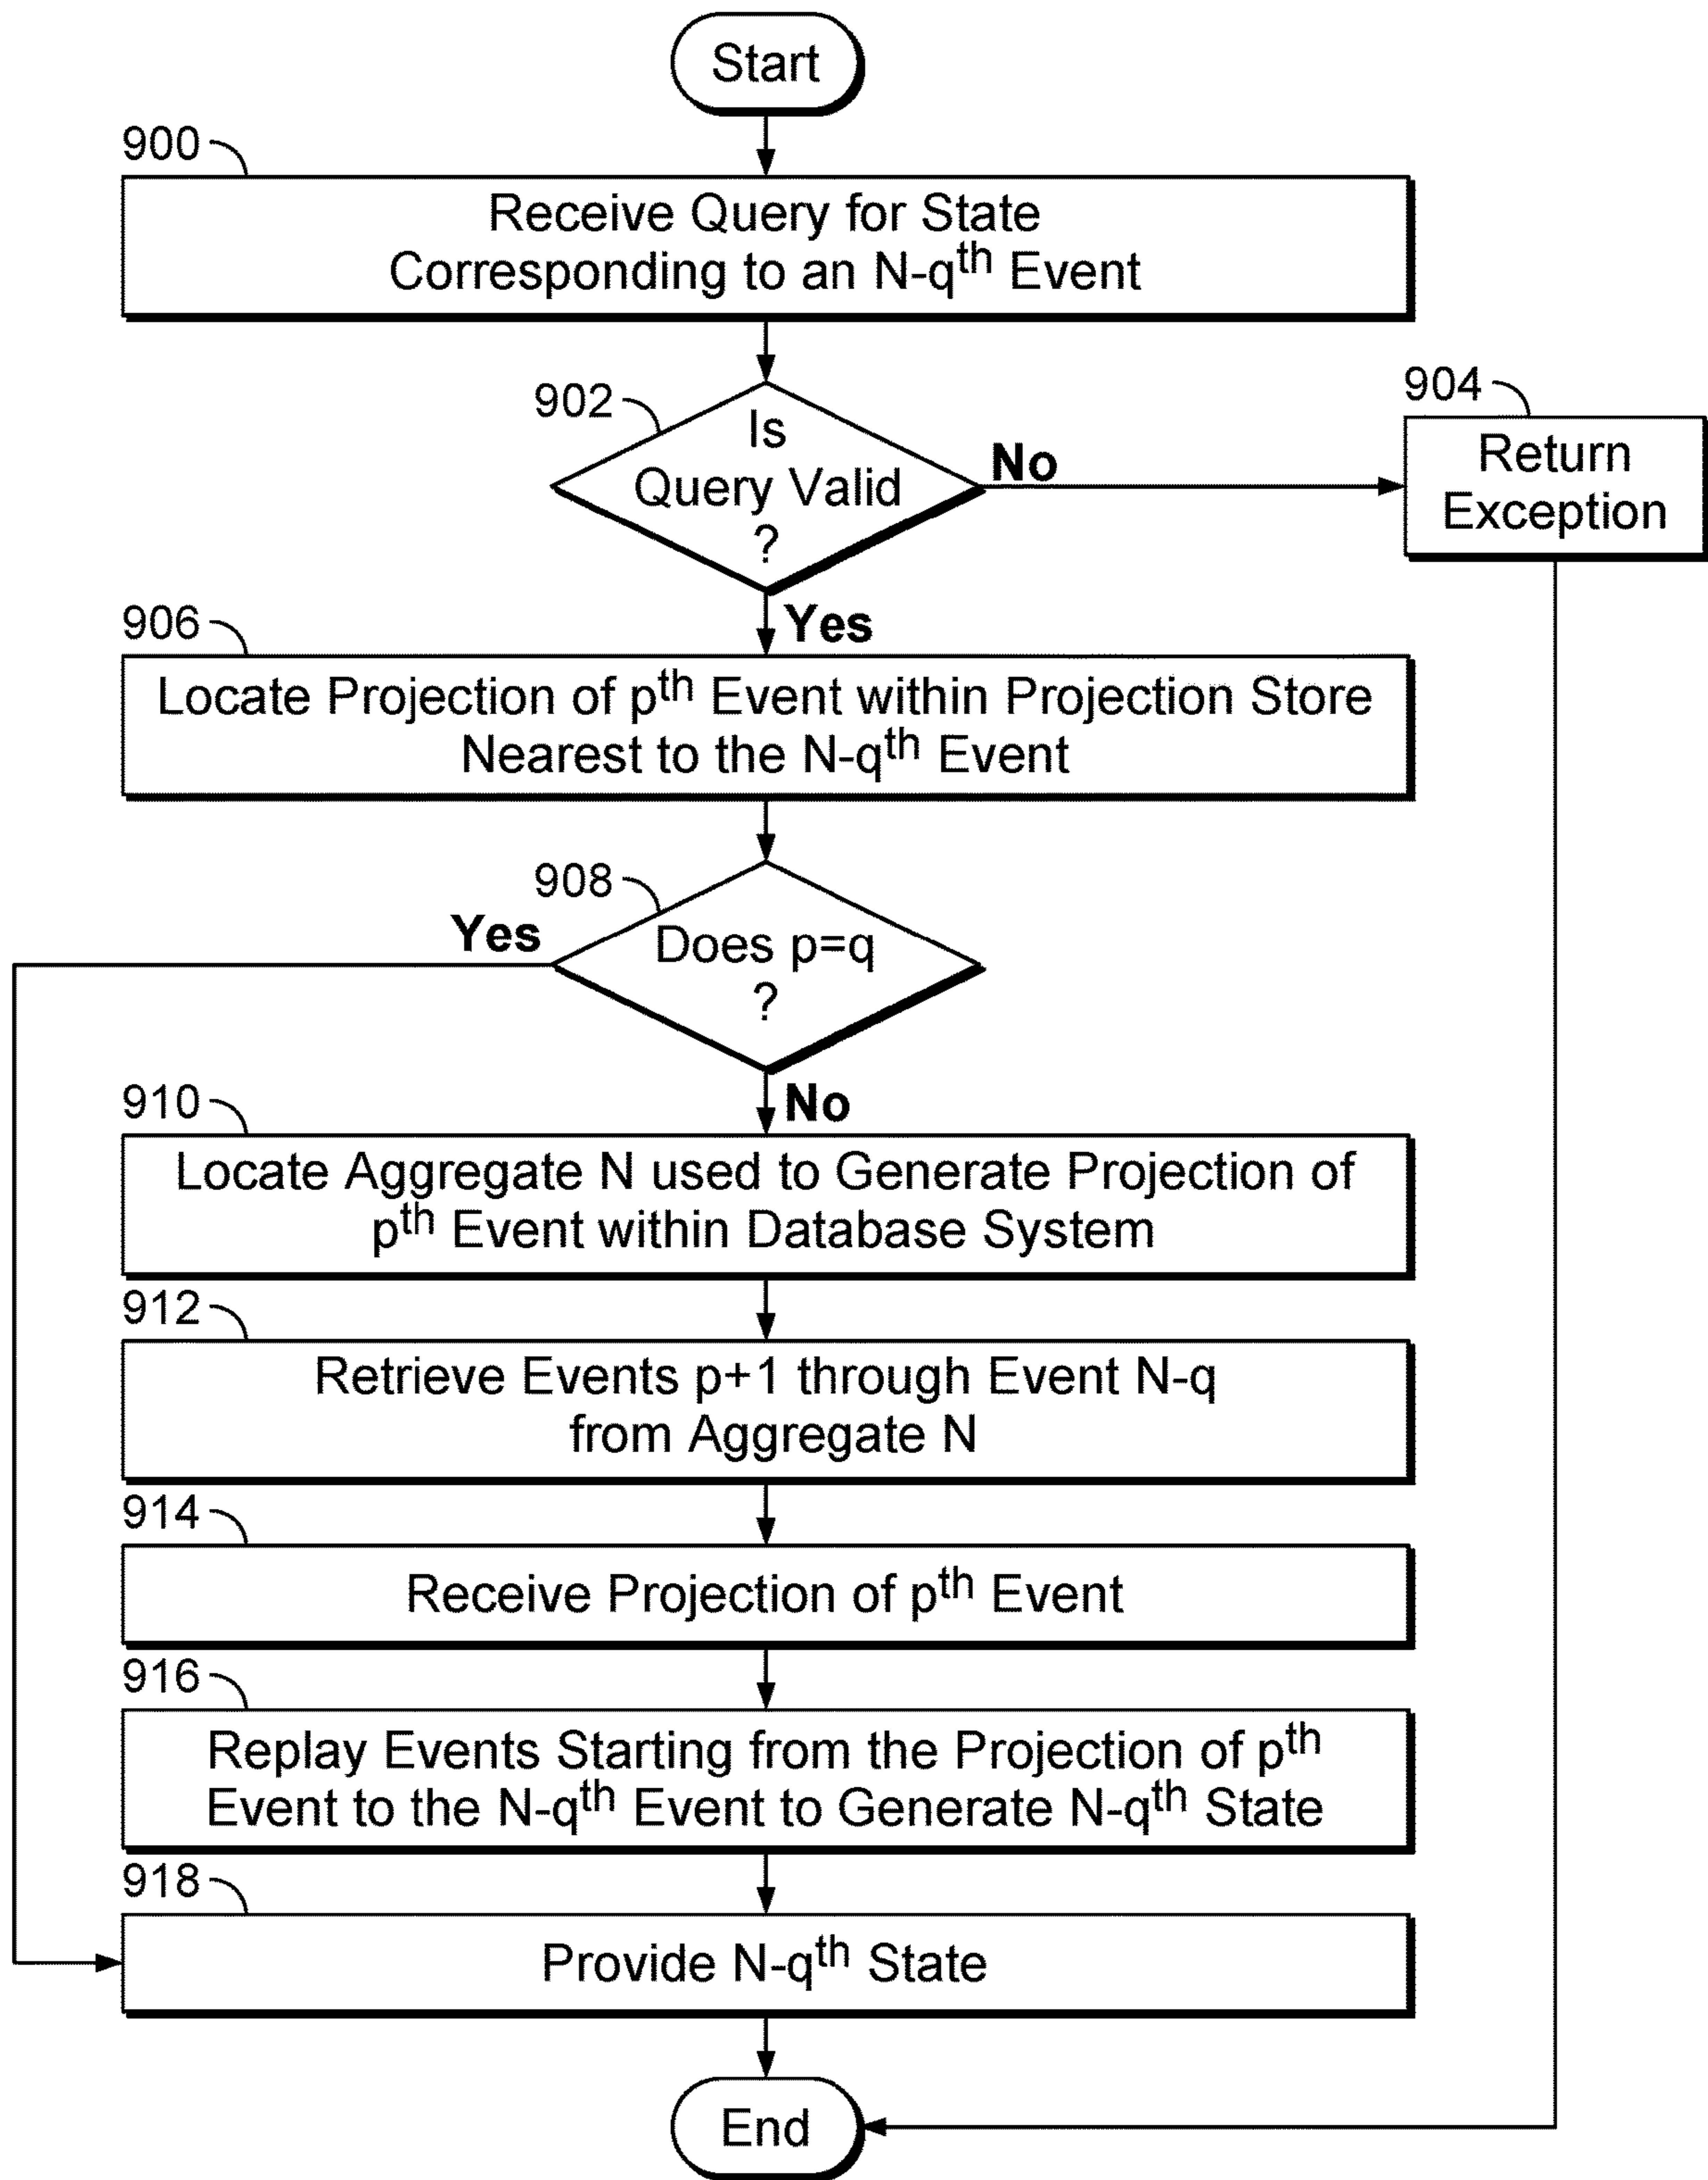 Start
900
Receive Query for State
Corresponding to an N-qth Event
902
Is
Query Valid
?
No
904
Return
Exception
Yes
906
Locate Projection of pth Event within Projection Store
Nearest to the N-qth Event
908
Does p=q
?
Yes
No
910
Locate Aggregate N used to Generate Projection of
pth Event within Database System
912
Retrieve Events p+1 through Event N-q
from Aggregate N
914
Receive Projection of pth Event
916
Replay Events Starting from the Projection of pth
Event to the N-qth Event to Generate N-qth State
918
Provide N-qth State
End